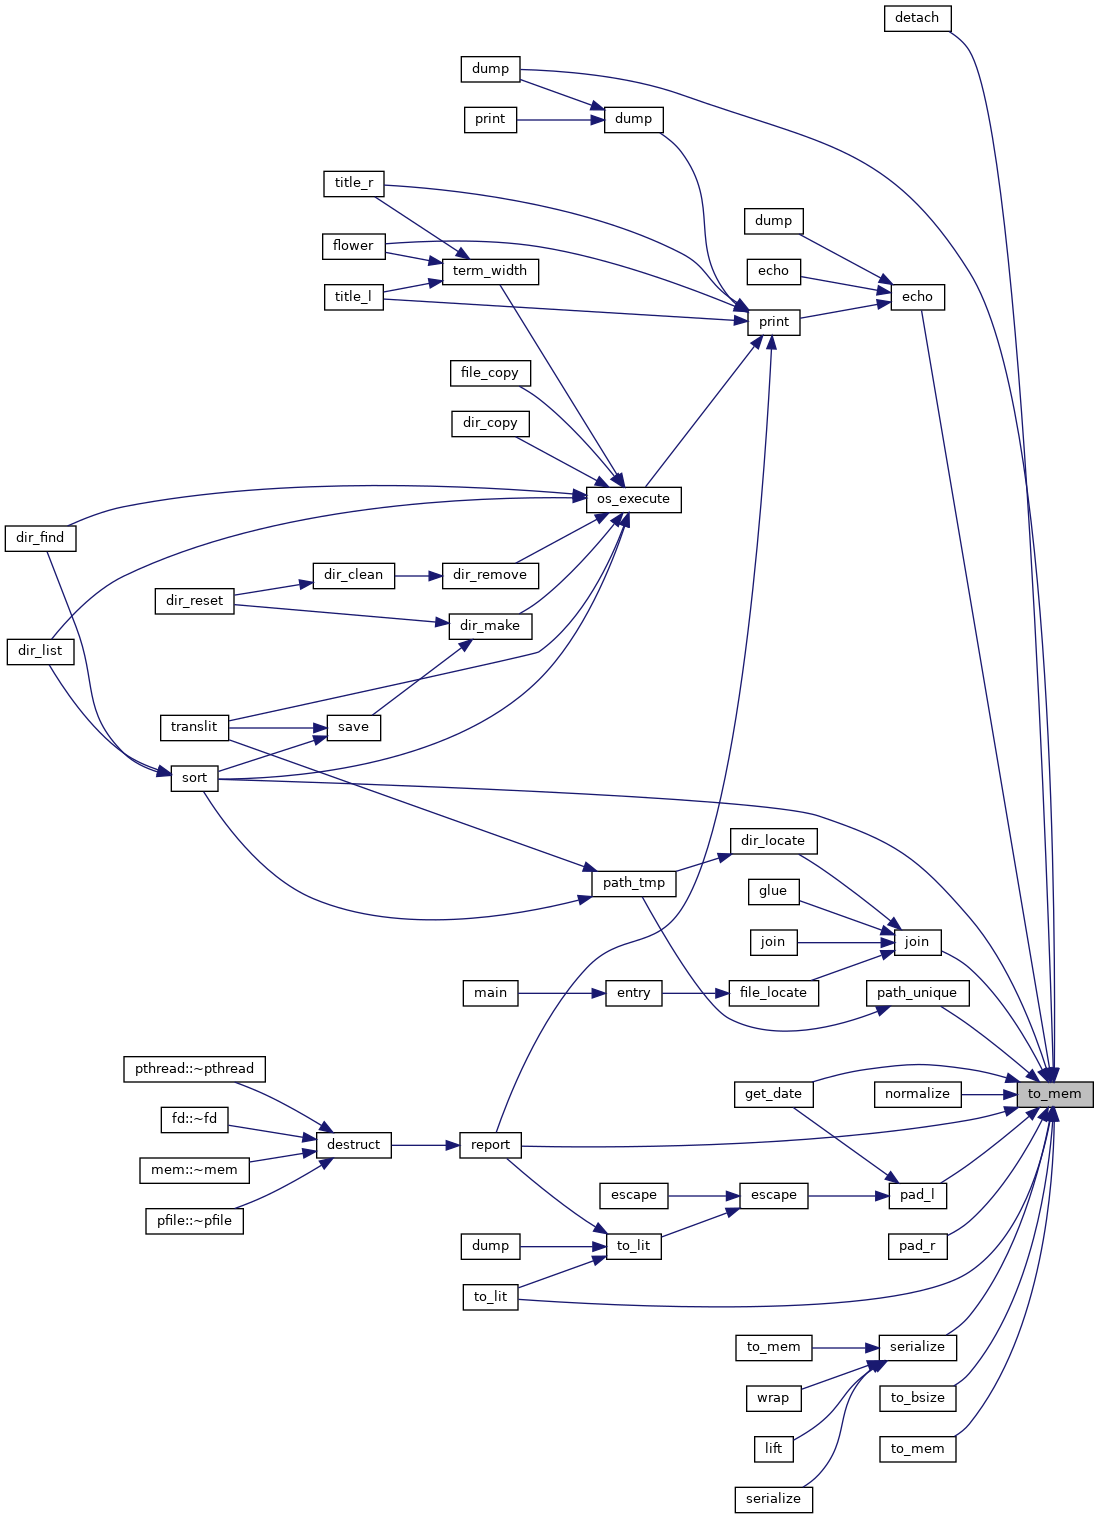 detach
dump
print
dump
title_r
flower
title_l
term_width
dump
echo
echo
print
file_copy
dir_copy
os_execute
dir_find
dir_clean
dir_remove
dir_reset
dir_make
dir_list
translit
save
sort
dir_locate
path_tmp
glue
join
join
main
entry
file_locate
path_unique
pthread::~pthread
get_date
normalize
to_mem
fd::~fd
destruct
report
mem::~mem
escape
escape
pad_l
pfile::~pfile
dump
to_lit
pad_r
to_lit
to_mem
serialize
wrap
to_bsize
lift
to_mem
serialize